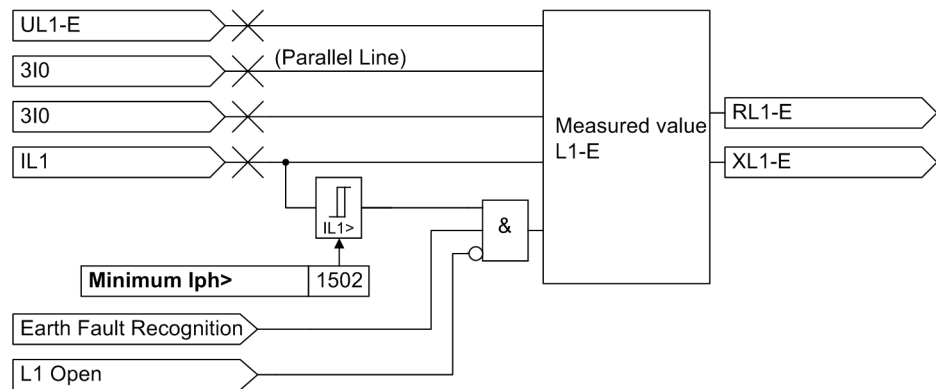 UL1-E
3I0
(Parallel Line)
3I0
IL1
Measured value
L1-E
RL1-E
XL1-E
IL1>
&
Minimum Iph>
1502
Earth Fault Recognition
L1 Open